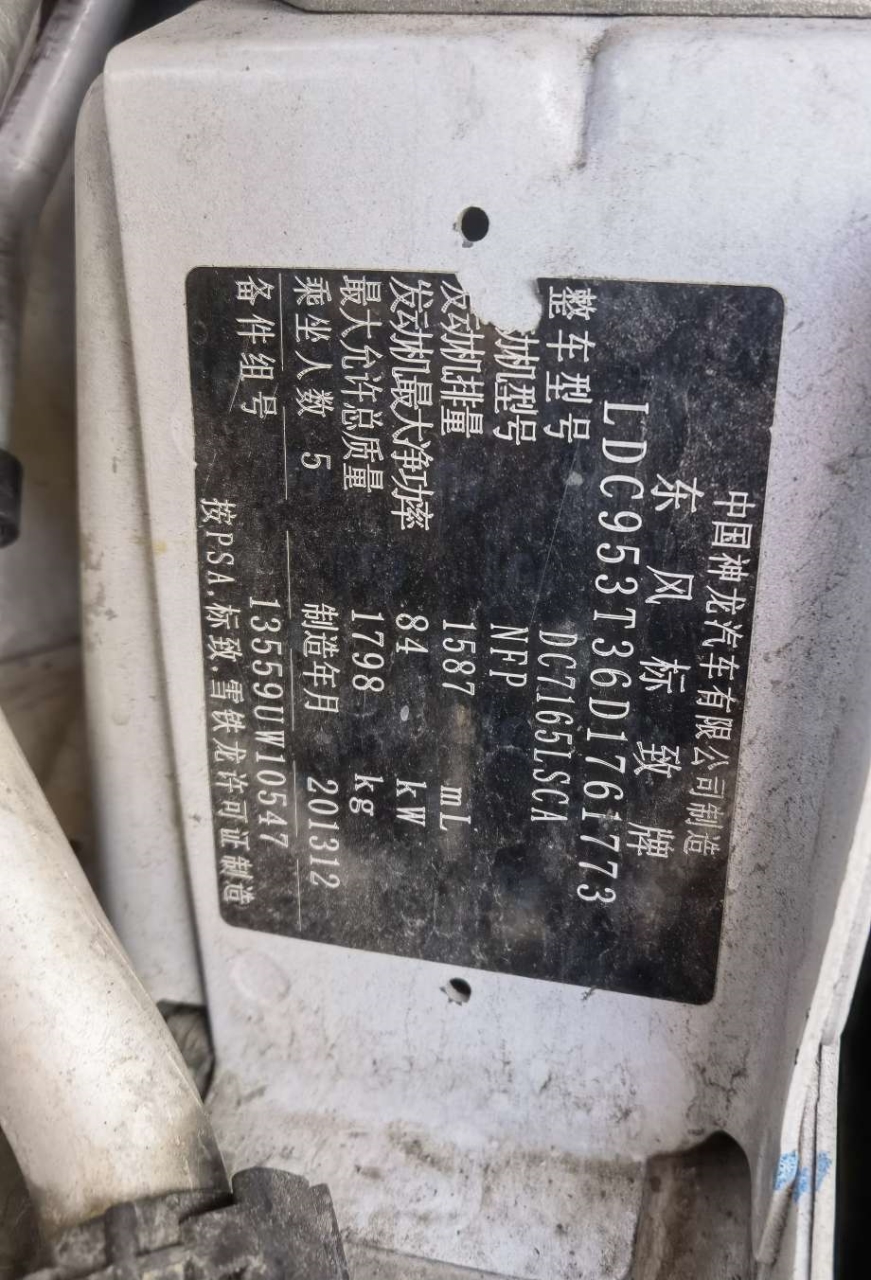 中国神龙汽车有限公司制造
东风标致牌
LDC953T36D1761773
整车型号 DC7165LSCA
机型号 NFP
发动机排量 1587 mL
发动机最大净功率 84 kW
最大允许总质量 1798 kg
乘坐人数 5 制造年月 201312
备件组号 13559UW10547
按PSA.标致.雪铁龙许可证制造